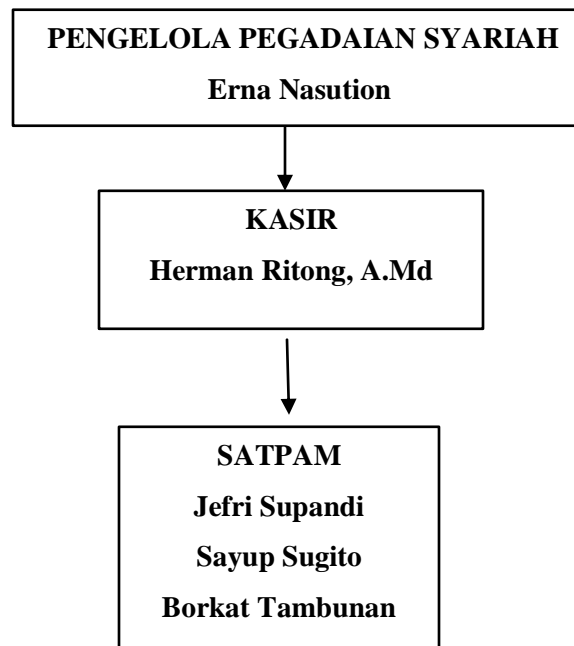 PENGELOLA PEGADAIAN SYARIAH
Erna Nasution
KASIR
Herman Ritong, A.Md
SATPAM
Jefri Supandi
Sayup Sugito
Borkat Tambunan